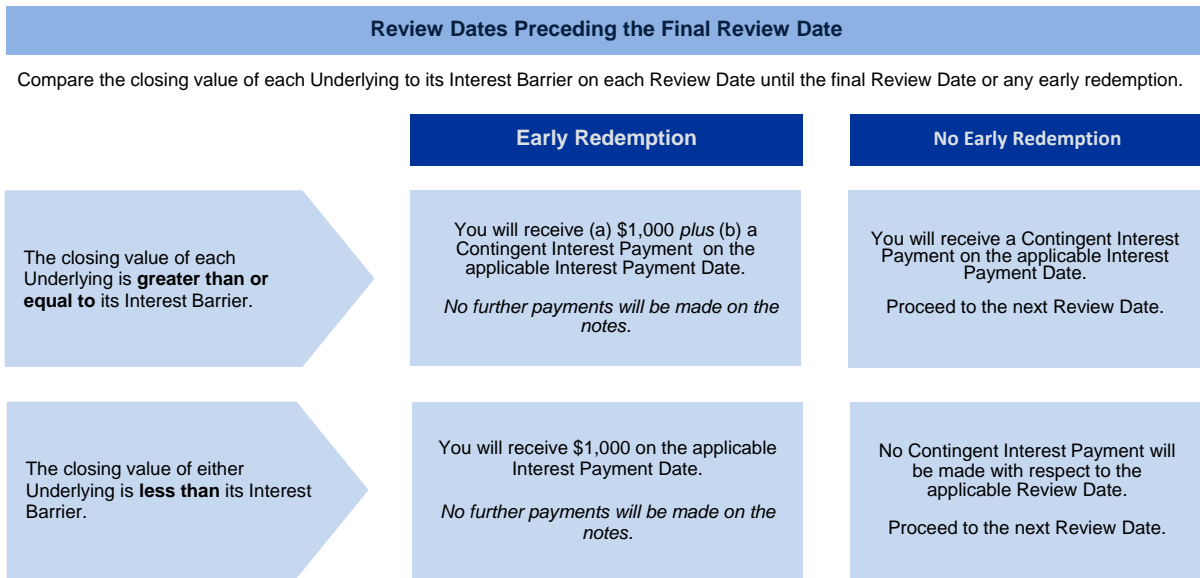 Review Dates Preceding the Final Review Date
Compare the closing value of each Underlying to its Interest Barrier on each Review Date until the final Review Date or any early redemption.
Early Redemption
No Early Redemption
The closing value of each
Underlying is greater than or
equal to its Interest Barrier.
You will receive (a) $1,000 plus (b) a
Contingent Interest Payment on the
applicable Interest Payment Date.
No further payments will be made on the
notes.
You will receive a Contingent Interest
Payment on the applicable Interest
Payment Date.
Proceed to the next Review Date.
The closing value of either
Underlying is less than its Interest
Barrier.
You will receive $1,000 on the applicable
Interest Payment Date.
No further payments will be made on the
notes.
No Contingent Interest Payment will
be made with respect to the
applicable Review Date.
Proceed to the next Review Date.